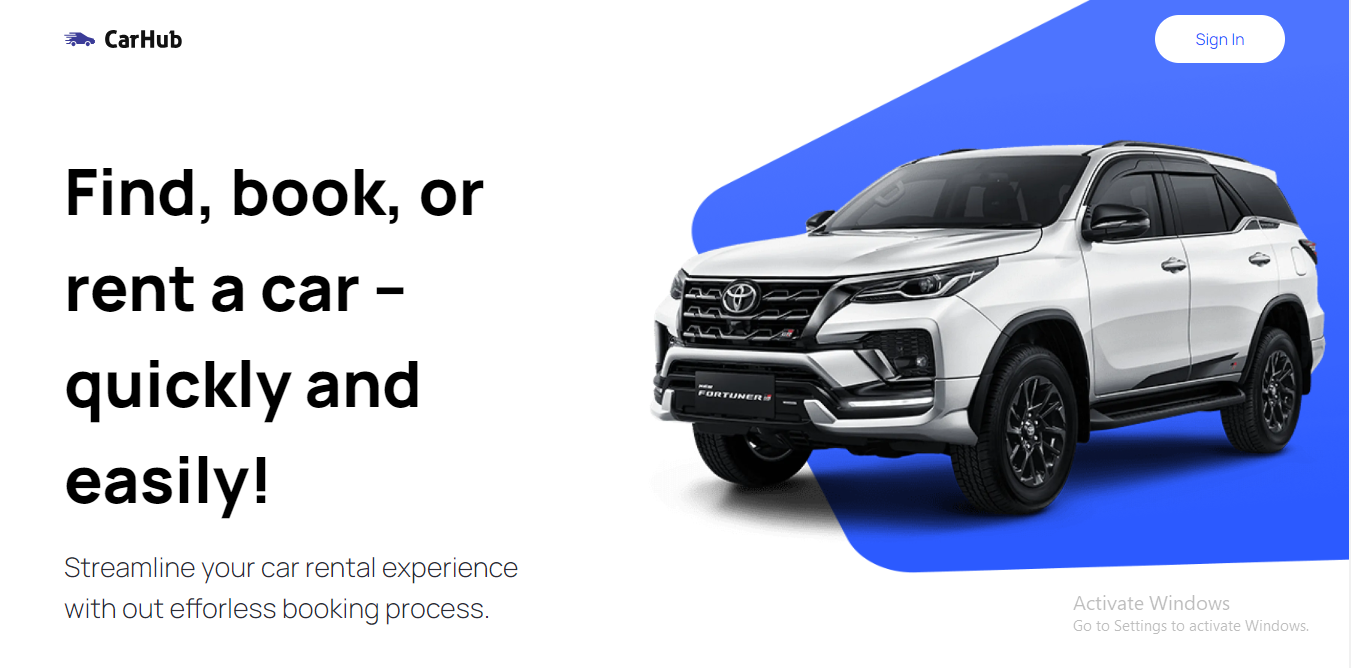 CarHub
Sign In
Find, book, or
rent a car –
quickly and
easily!
Streamline your car rental experience
with out efforless booking process.
NEW
FORTUNER
Activate Windows
Go to Settings to activate Windows.